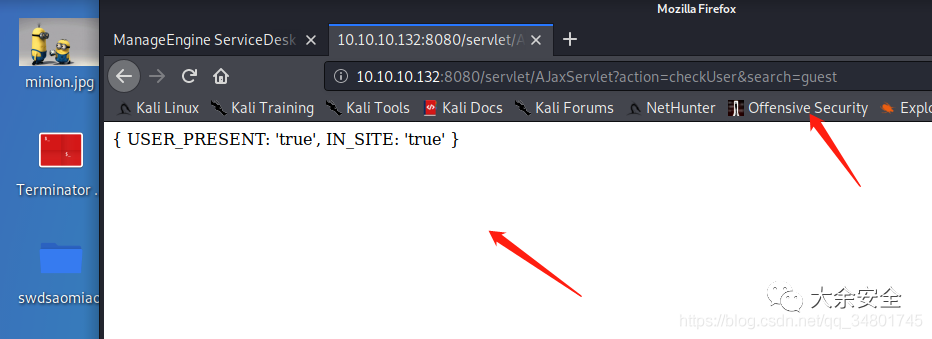 Mozilla Firefox
ManageEngine ServiceDesk
10.10.10.132:8080/servlet/A
10.10.10.132:8080/servlet/AJaxServlet?action=checkUser&search=guest
Kali Linux Kali Training Kali Tools Kali Docs Kali Forums NetHunter Offensive Security Explo
{ USER_PRESENT: 'true', IN_SITE: 'true' }
minion.jpg
Terminator ...
swdsaomiao
大余安全
https://blog.csdn.net/qq_34801745